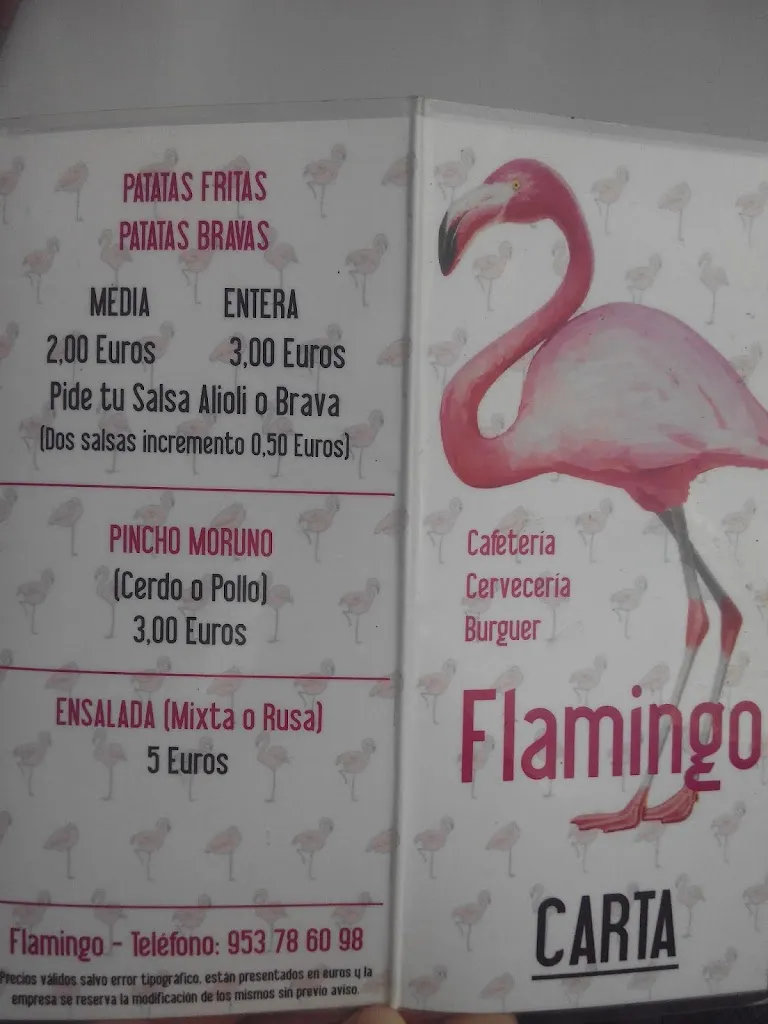 PATATAS FRITAS
PATATAS BRAVAS
MEDIA ENTERA
2,00 Euros 3,00 Euros
Pide tu Salsa Alioli o Brava
(Dos salsas incremento 0,50 Euros)
PINCHO MORUNO
(Cerdo o Pollo)
3,00 Euros
ENSALADA (Mixta o Rusa)
5 Euros
Flamingo - Teléfono: 953 78 60 98
Precios válidos salvo error tipográfico, están presentados en euros y la
empresa se reserva la modificación de los mismos sin previo aviso.
Cafetería
Cervecería
Burguer
Flamingo
CARTA